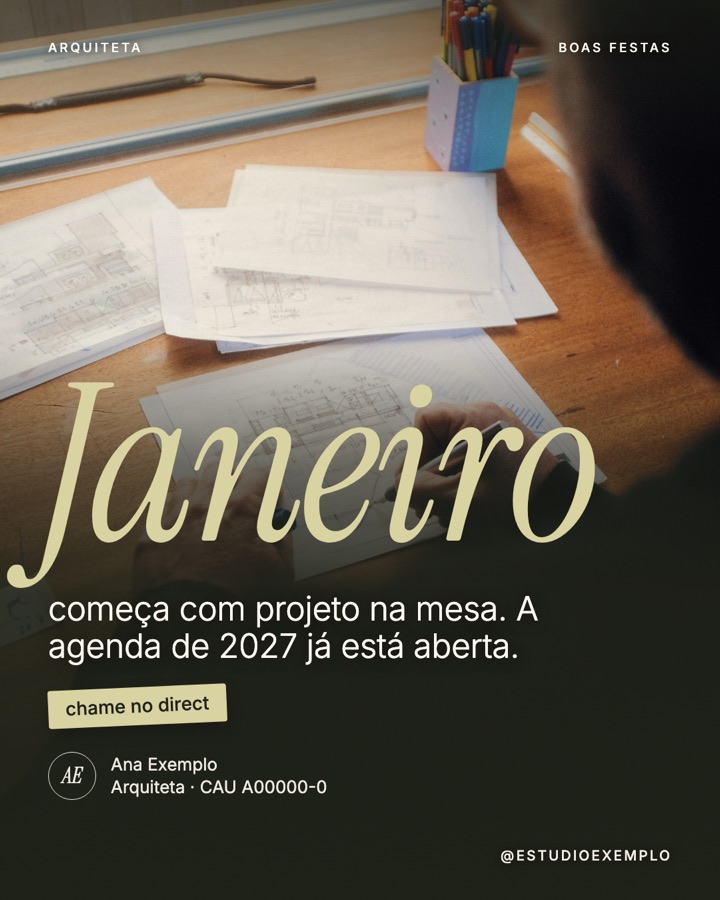 ARQUITETA
BOAS FESTAS
Janeiro
começa com projeto na mesa. A
agenda de 2027 já está aberta.
chame no direct
AE
Ana Exemplo
Arquiteta · CAU A00000-0
@ESTUDIOEXEMPLO